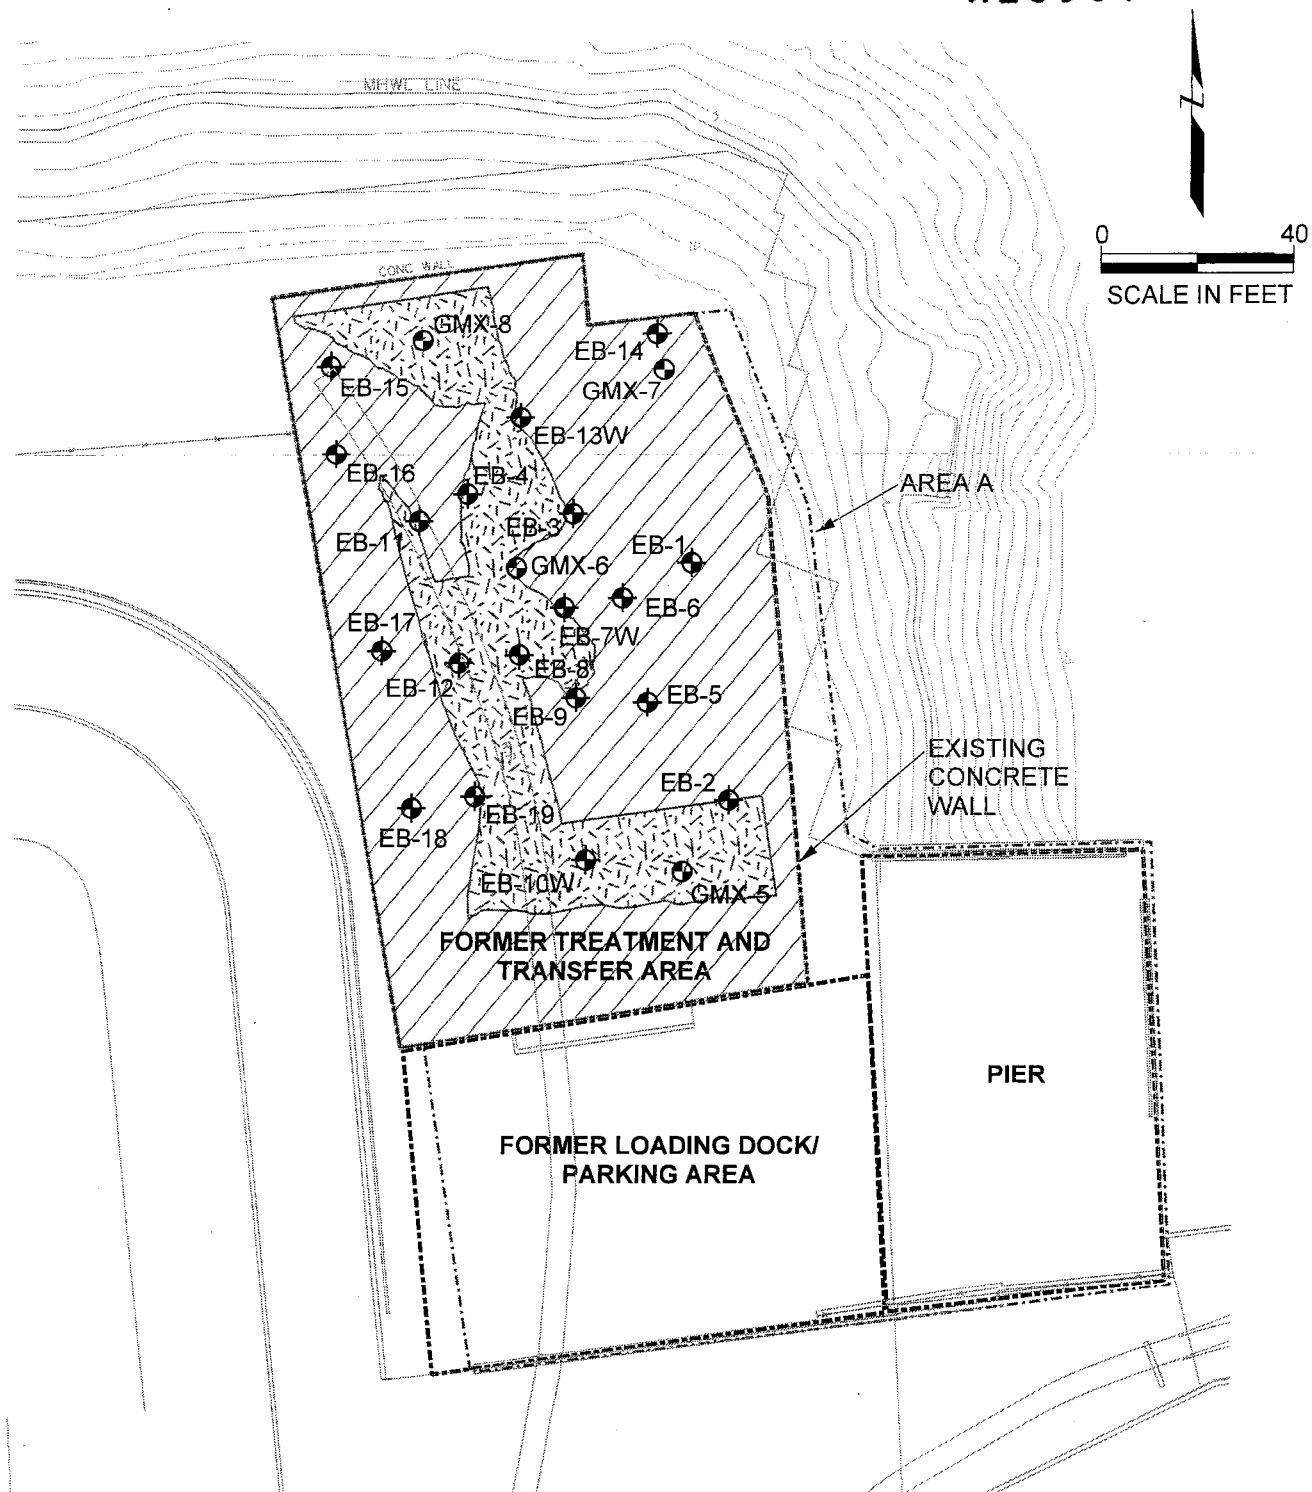 MHWL LINE
0 40
SCALE IN FEET
CONC WALL
GMX-8
EB-14
GMX-7
EB-15
EB-13W
EB-16
EB-4
AREA A
EB-3
EB-11
EB-1
GMX-6
EB-6
EB-17
EB-7W
EB-8
EB-12
EB-5
EB-9
EXISTING
CONCRETE
WALL
EB-2
EB-19
EB-18
EB-10W
GMX-5
FORMER TREATMENT AND
TRANSFER AREA
PIER
FORMER LOADING DOCK/
PARKING AREA